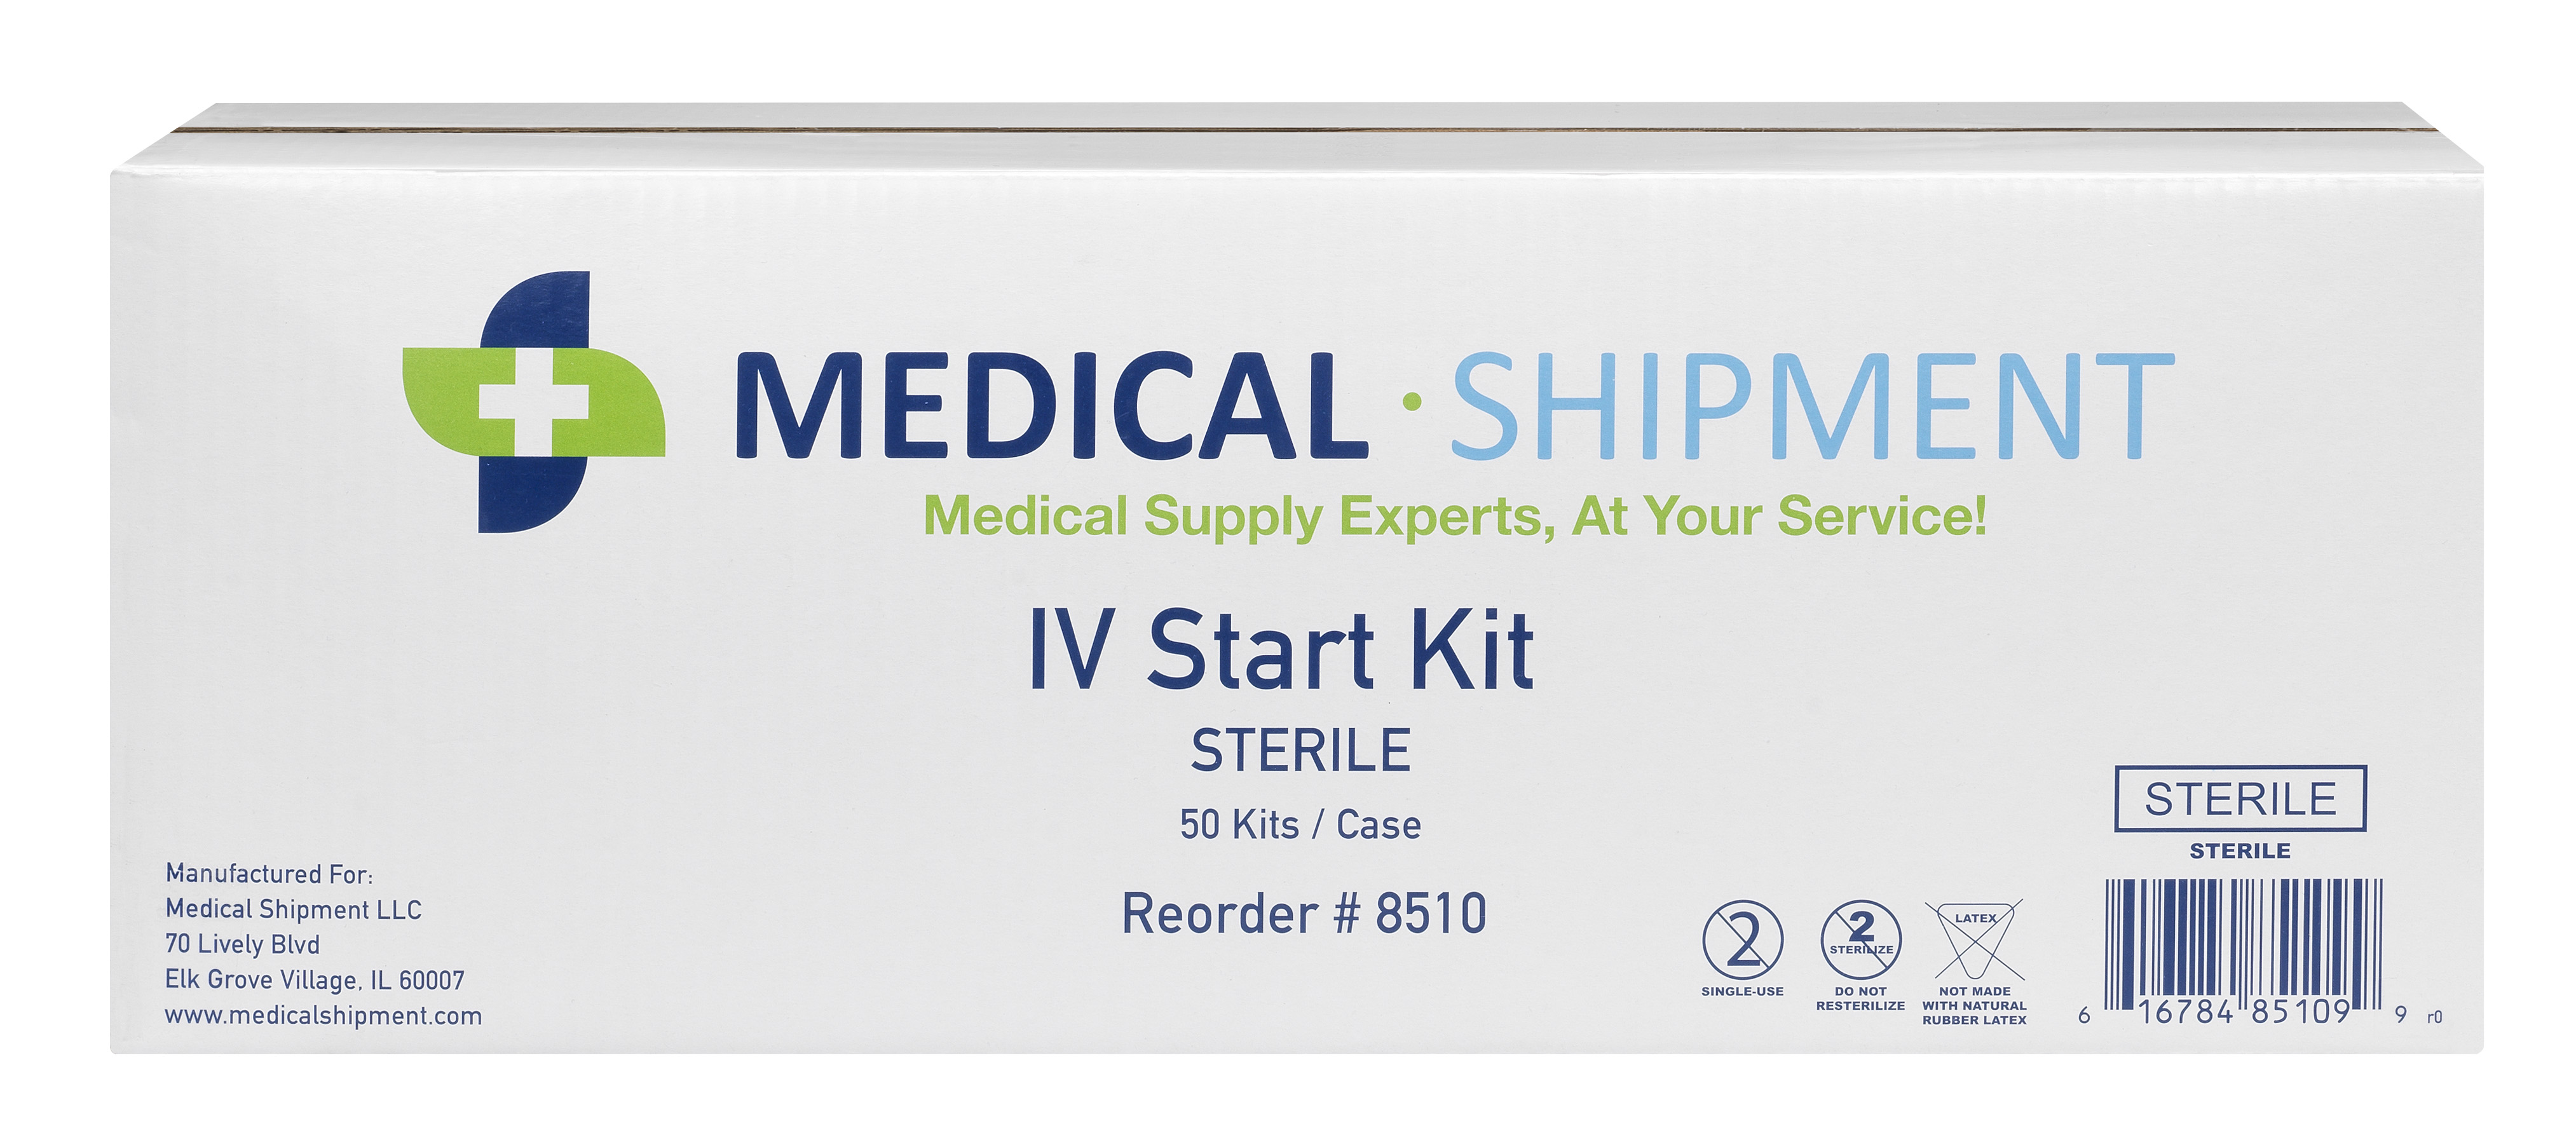 MEDICAL · SHIPMENT
Medical Supply Experts, At Your Service!
IV Start Kit
STERILE
50 Kits / Case
Reorder # 8510
Manufactured For:
Medical Shipment LLC
70 Lively Blvd
Elk Grove Village, IL 60007
www.medicalshipment.com
2
SINGLE-USE
2
STERILIZE
DO NOT
RESTERILIZE
LATEX
NOT MADE
WITH NATURAL
RUBBER LATEX
STERILE
STERILE
6 16784 85109 9 r0